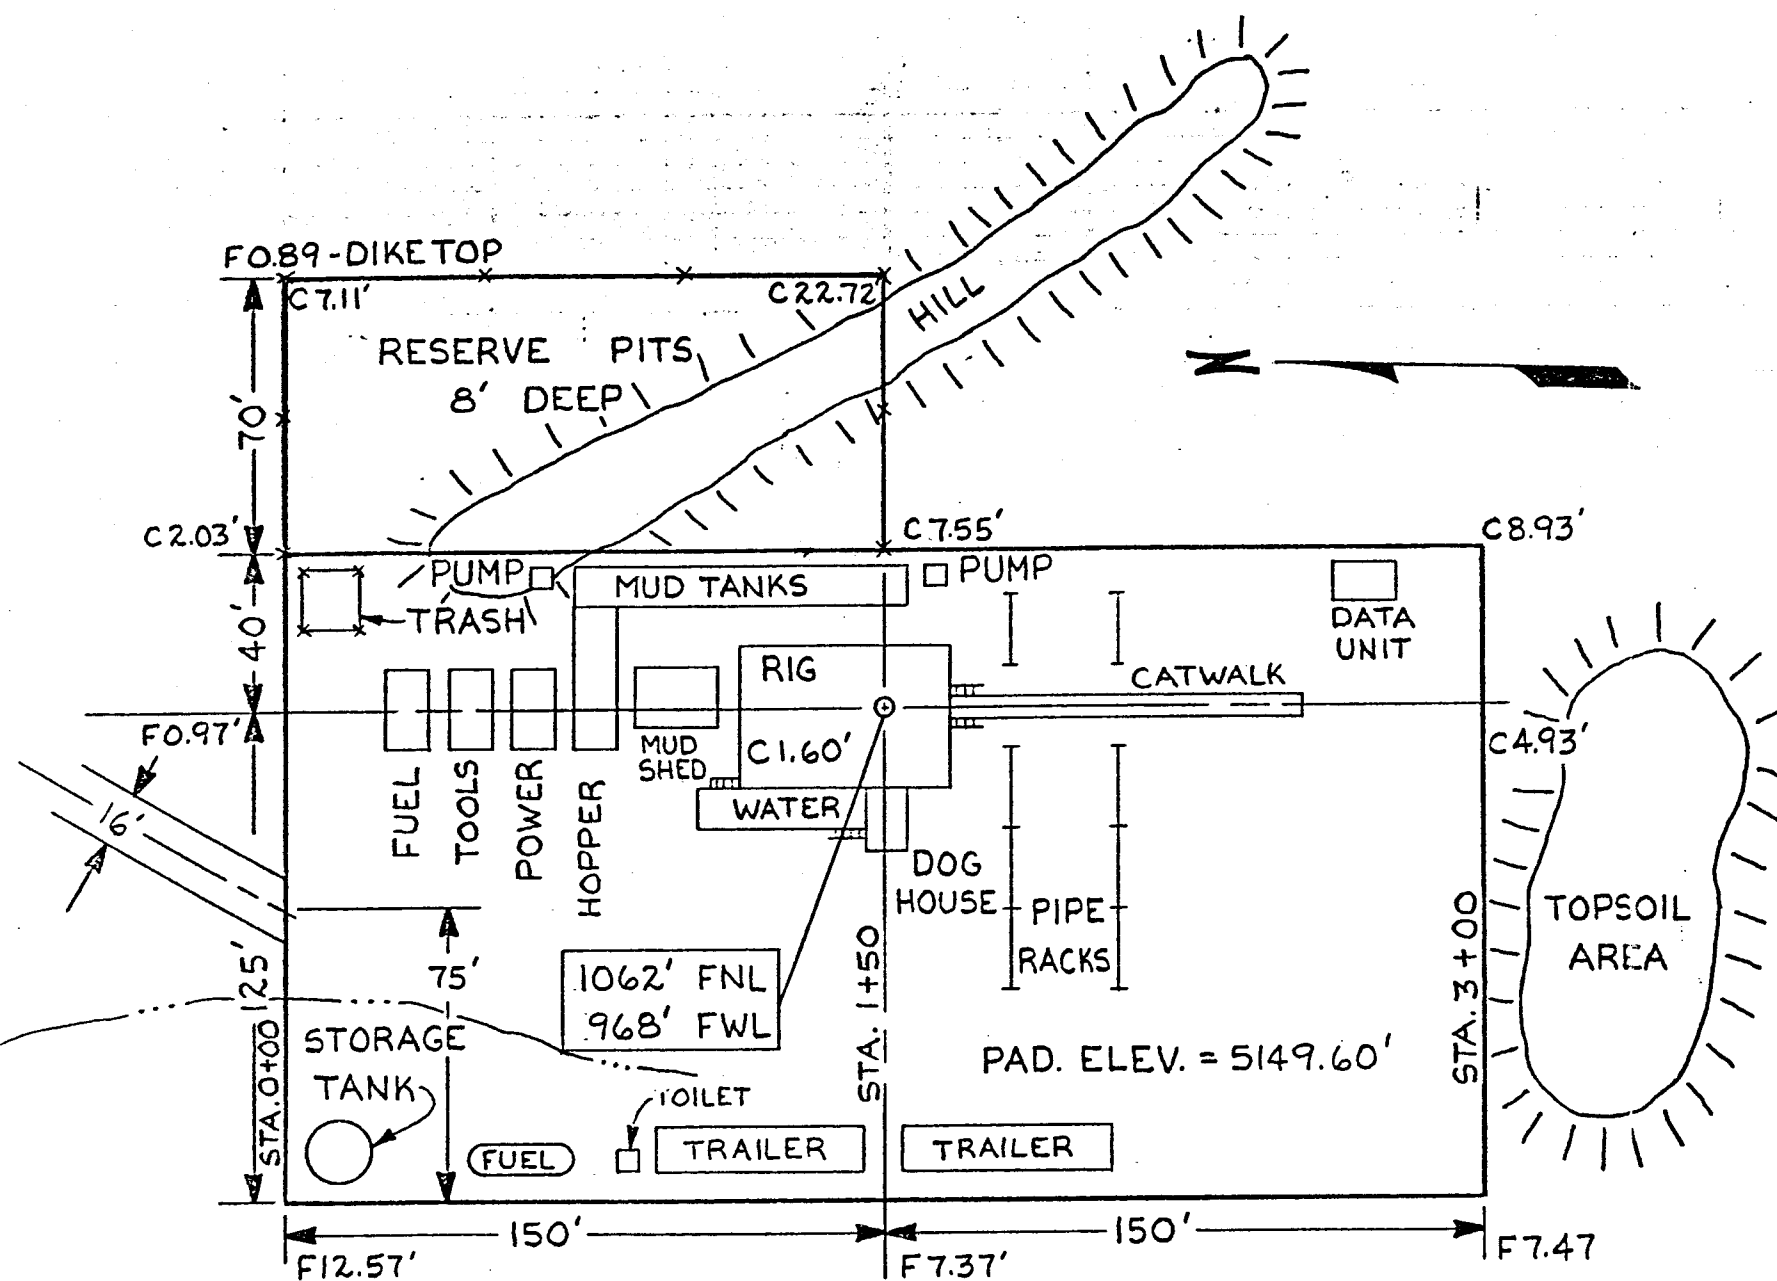 F0.89-DIKE TOP
C7.11'
C22.72'
HILL
RESERVE PITS
8' DEEP
N
70'
C2.03'
C7.55'
C8.93'
PUMP
MUD TANKS
PUMP
TRASH
DATA
UNIT
40'
RIG
CATWALK
F0.97'
MUD
SHED
C1.60'
C4.93'
16'
WATER
FUEL
TOOLS
POWER
HOPPER
DOG
HOUSE
PIPE
RACKS
TOPSOIL
AREA
125'
75'
1062' FNL
968' FWL
STA. 0+00
STA. 1+50
STA. 3+00
STORAGE
TANK
PAD. ELEV. = 5149.60'
TOILET
FUEL
TRAILER
TRAILER
150'
150'
F12.57'
F7.37'
F7.47